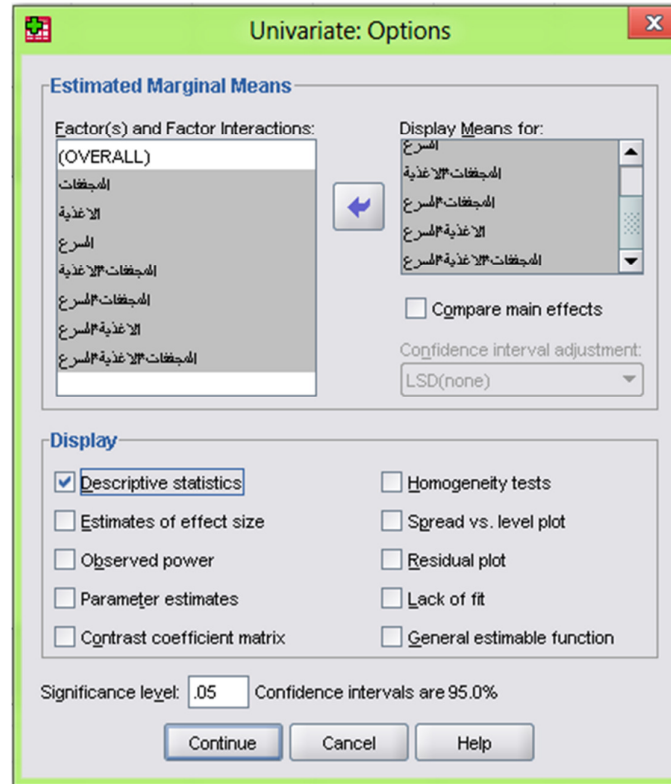 Univariate: Options
Estimated Marginal Means
Factor(s) and Factor Interactions:
(OVERALL)
المجففات
الاغذية
السرع
المجففات*الاغذية
المجففات*السرع
الاغذية*السرع
المجففات*الاغذية*السرع
Display Means for:
السرع
المجففات*الاغذية
المجففات*السرع
الاغذية*السرع
المجففات*الاغذية*السرع
Compare main effects
Confidence interval adjustment:
LSD(none)
Display
Descriptive statistics
Estimates of effect size
Observed power
Parameter estimates
Contrast coefficient matrix
Homogeneity tests
Spread vs. level plot
Residual plot
Lack of fit
General estimable function
Significance level: .05 Confidence intervals are 95.0%
Continue Cancel Help